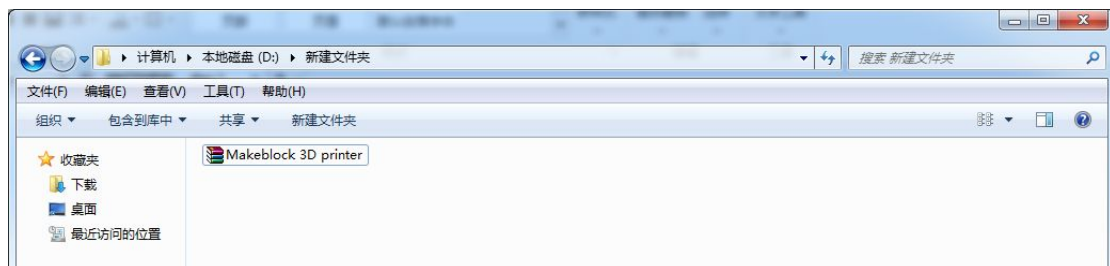 计算机 本地磁盘 (D:) 新建文件夹
搜索 新建文件夹
文件(F) 编辑(E) 查看(V) 工具(T) 帮助(H)
组织 包含到库中 共享 新建文件夹
收藏夹
下载
桌面
最近访问的位置
Makeblock 3D printer